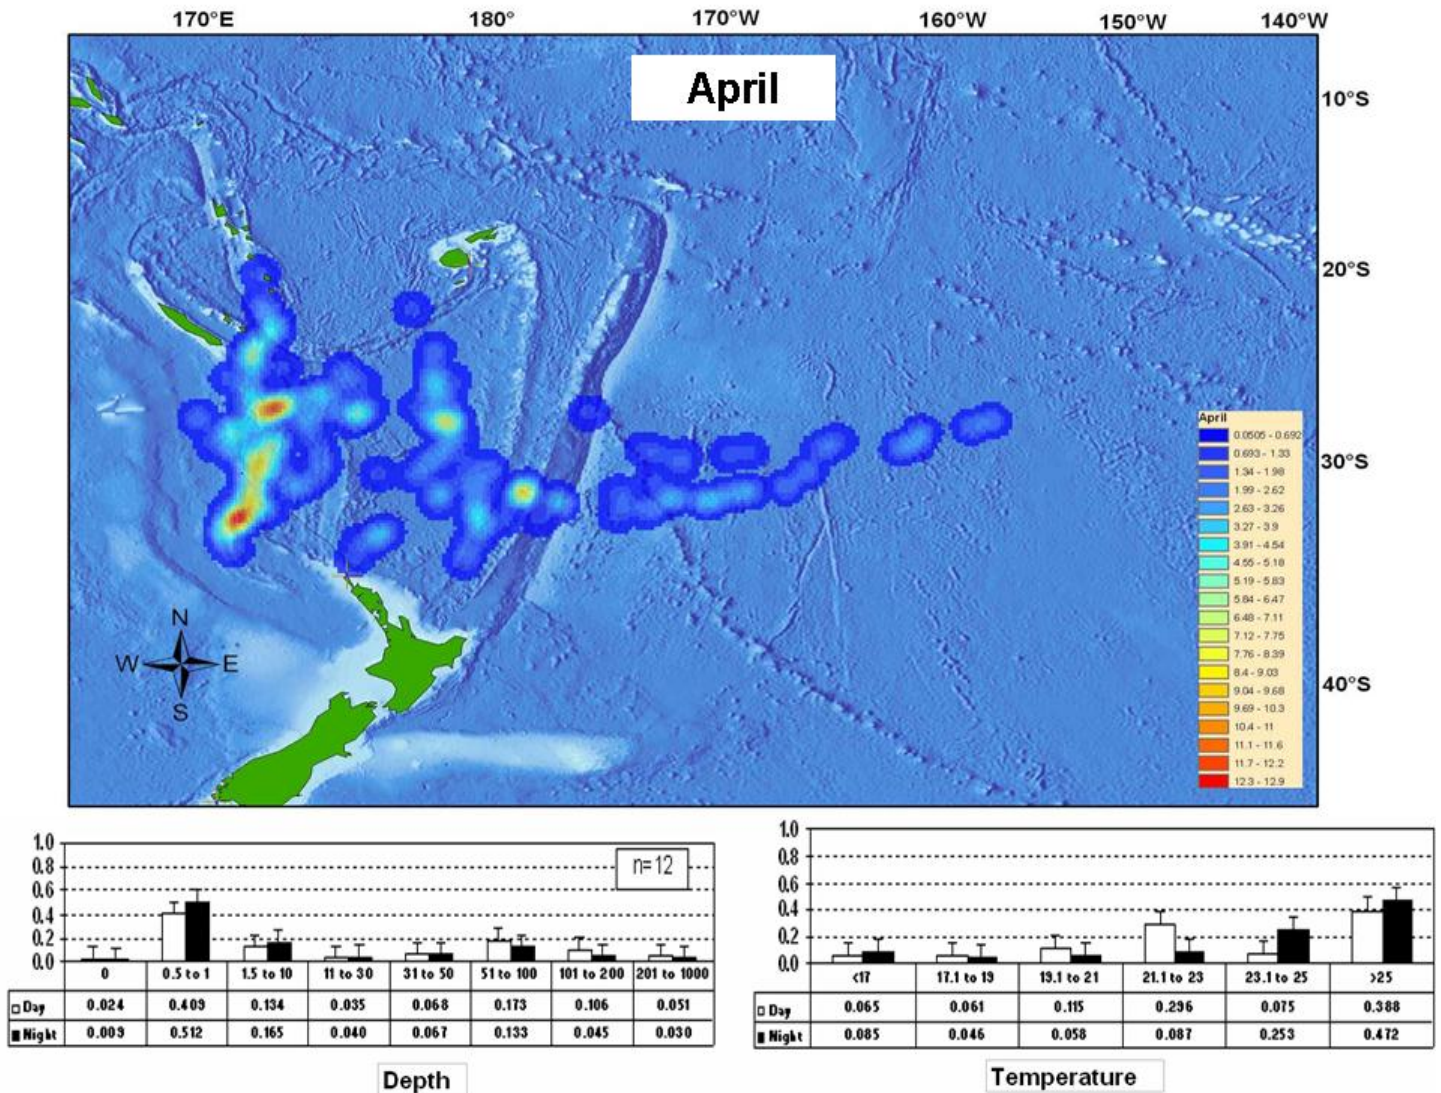 170°E 180° 170°W 160°W 150°W 140°W
April
10°S
20°S
30°S
40°S
N
W E
S
April
0.0505 - 0.692
0.693 - 1.33
1.34 - 1.98
1.99 - 2.62
2.63 - 3.26
3.27 - 3.9
3.91 - 4.54
4.55 - 5.18
5.19 - 5.83
5.84 - 6.47
6.48 - 7.11
7.12 - 7.75
7.76 - 8.39
8.4 - 9.03
9.04 - 9.68
9.69 - 10.3
10.4 - 11
11.1 - 11.6
11.7 - 12.2
12.3 - 12.9
1.0
0.8
0.6
0.4
0.2
0.0
n=12
0 0.5 to 1 1.5 to 10 11 to 30 31 to 50 51 to 100 101 to 200 201 to 1000
Day 0.024 0.409 0.134 0.035 0.068 0.173 0.106 0.051
Night 0.009 0.512 0.165 0.040 0.067 0.133 0.045 0.030
Depth
1.0
0.8
0.6
0.4
0.2
0.0
<17 17.1 to 19 19.1 to 21 21.1 to 23 23.1 to 25 >25
Day 0.065 0.061 0.115 0.296 0.075 0.388
Night 0.085 0.046 0.058 0.087 0.253 0.472
Temperature